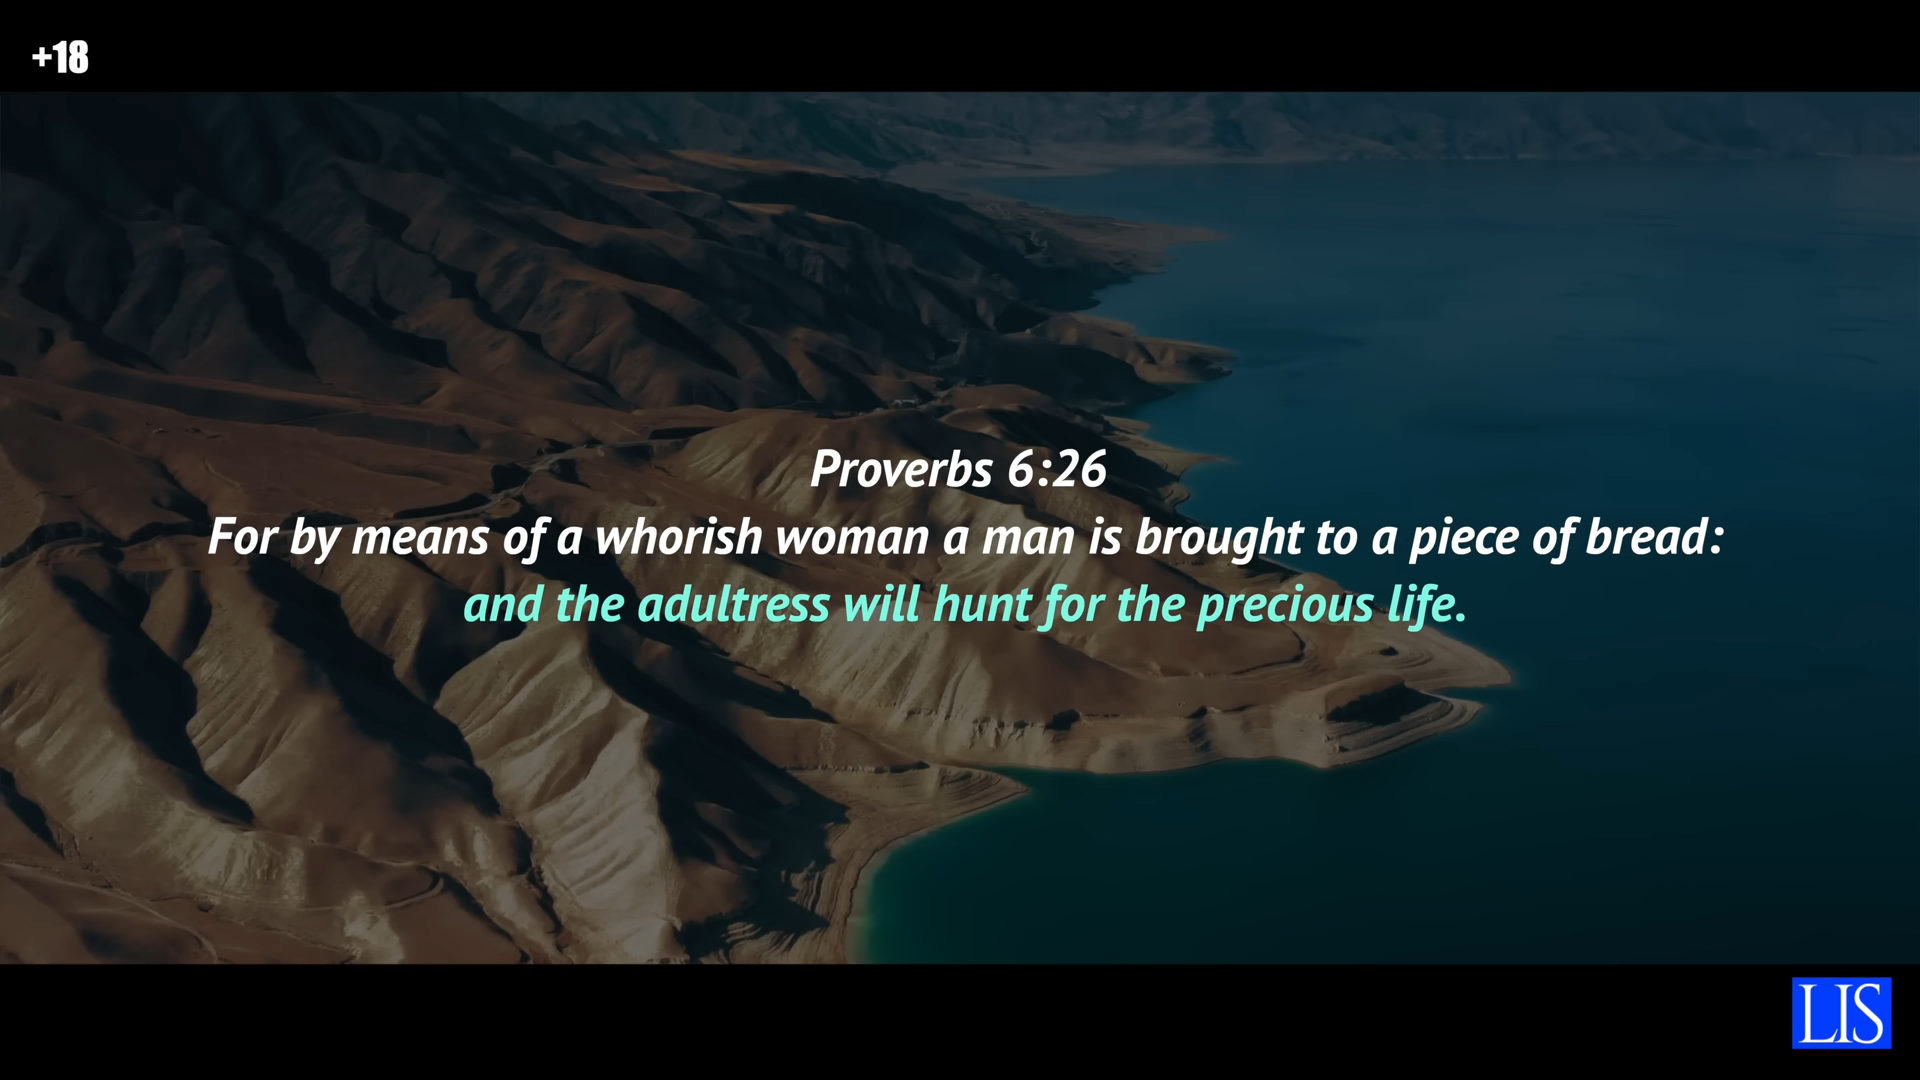 +18
Proverbs 6:26
For by means of a whorish woman a man is brought to a piece of bread:
and the adultress will hunt for the precious life.
LIS